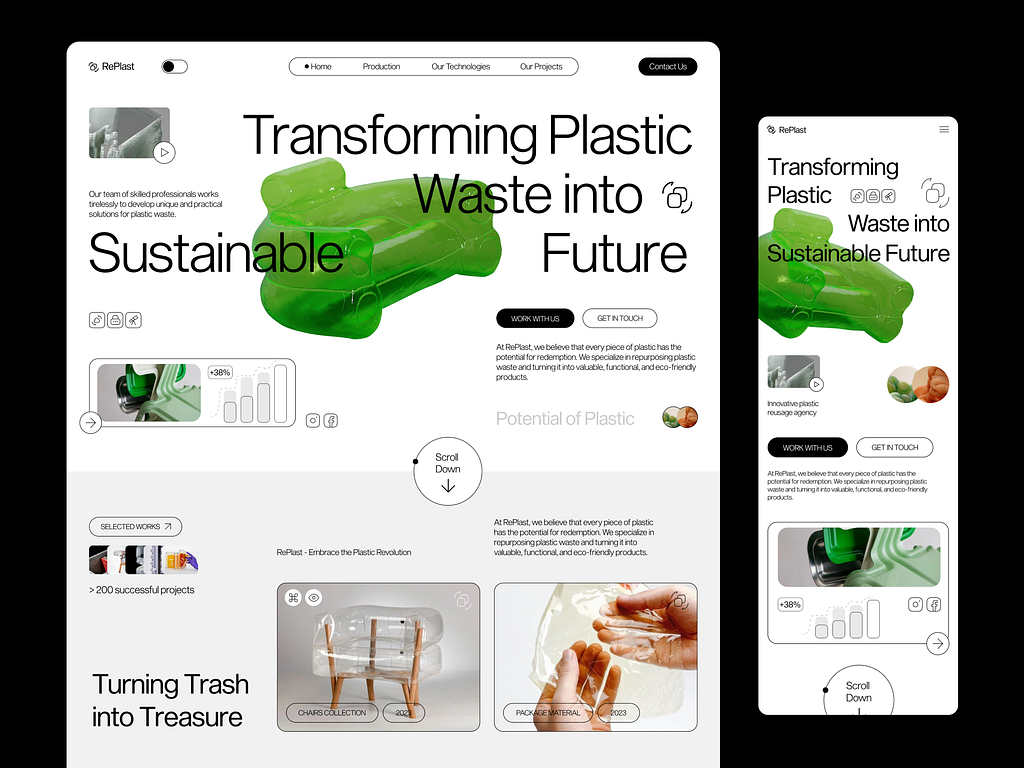 RePlast
Home
Production
Our Technologies
Our Projects
Contact Us
Transforming Plastic
Waste into
Sustainable Future
Our team of skilled professionals works
tirelessly to develop unique and practical
solutions for plastic waste.
WORK WITH US
GET IN TOUCH
At RePlast, we believe that every piece of plastic has the
potential for redemption. We specialize in repurposing plastic
waste and turning it into valuable, functional, and eco-friendly
products.
+38%
Potential of Plastic
Scroll
Down
SELECTED WORKS
> 200 successful projects
RePlast - Embrace the Plastic Revolution
At RePlast, we believe that every piece of plastic
has the potential for redemption. We specialize in
repurposing plastic waste and turning it into
valuable, functional, and eco-friendly products.
Turning Trash
into Treasure
CHAIRS COLLECTION
2023
PACKAGE MATERIAL
2023
RePlast
Transforming
Plastic
Waste into
Sustainable Future
Innovative plastic
reusage agency
WORK WITH US
GET IN TOUCH
At RePlast, we believe that every piece of plastic has the
potential for redemption. We specialize in repurposing plastic
waste and turning it into valuable, functional, and eco-friendly
products.
+38%
Scroll
Down